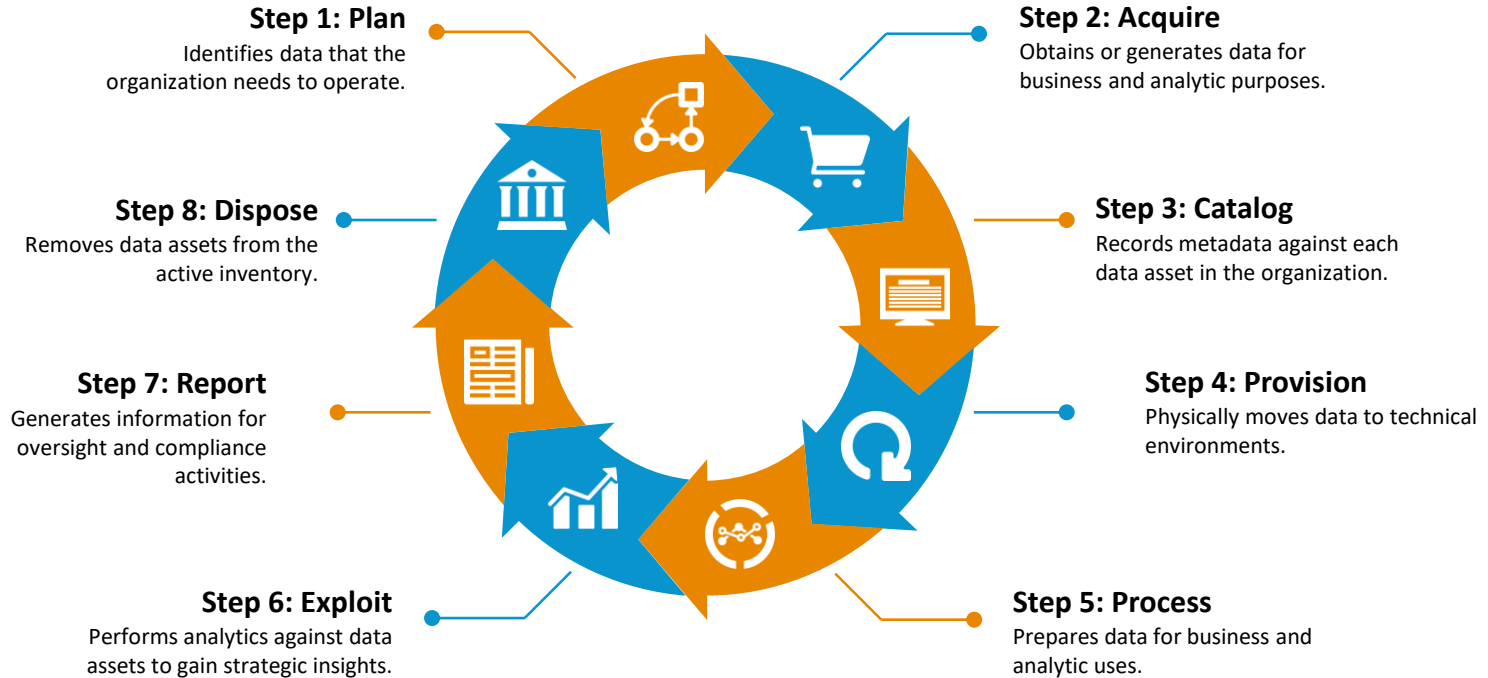 Step 1: Plan
Identifies data that the
organization needs to operate.
Step 2: Acquire
Obtains or generates data for
business and analytic purposes.
Step 3: Catalog
Records metadata against each
data asset in the organization.
Step 4: Provision
Physically moves data to technical
environments.
Step 5: Process
Prepares data for business and
analytic uses.
Step 6: Exploit
Performs analytics against data
assets to gain strategic insights.
Step 7: Report
Generates information for
oversight and compliance
activities.
Step 8: Dispose
Removes data assets from the
active inventory.